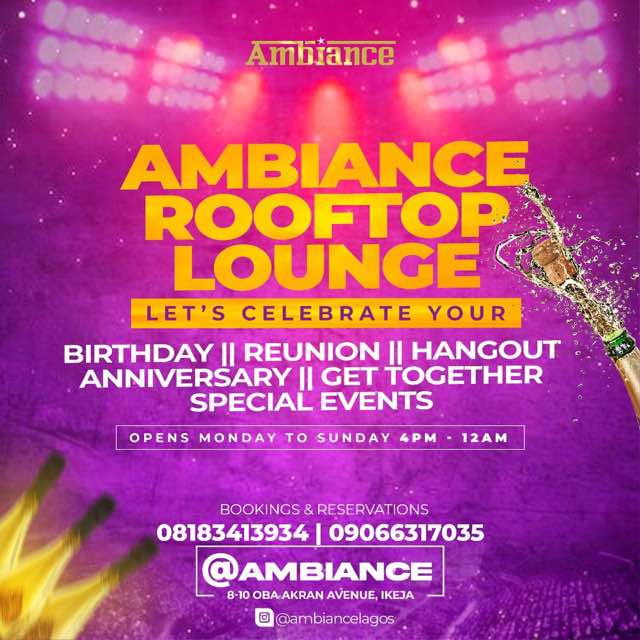 Ambiance
AMBIANCE
ROOFTOP
LOUNGE
LET'S CELEBRATE YOUR
BIRTHDAY || REUNION || HANGOUT
ANNIVERSARY || GET TOGETHER
SPECIAL EVENTS
OPENS MONDAY TO SUNDAY 4PM - 12AM
BOOKINGS & RESERVATIONS
08183413934 | 09066317035
@AMBIANCE
8-10 OBA AKRAN AVENUE, IKEJA
@ambiancelagos